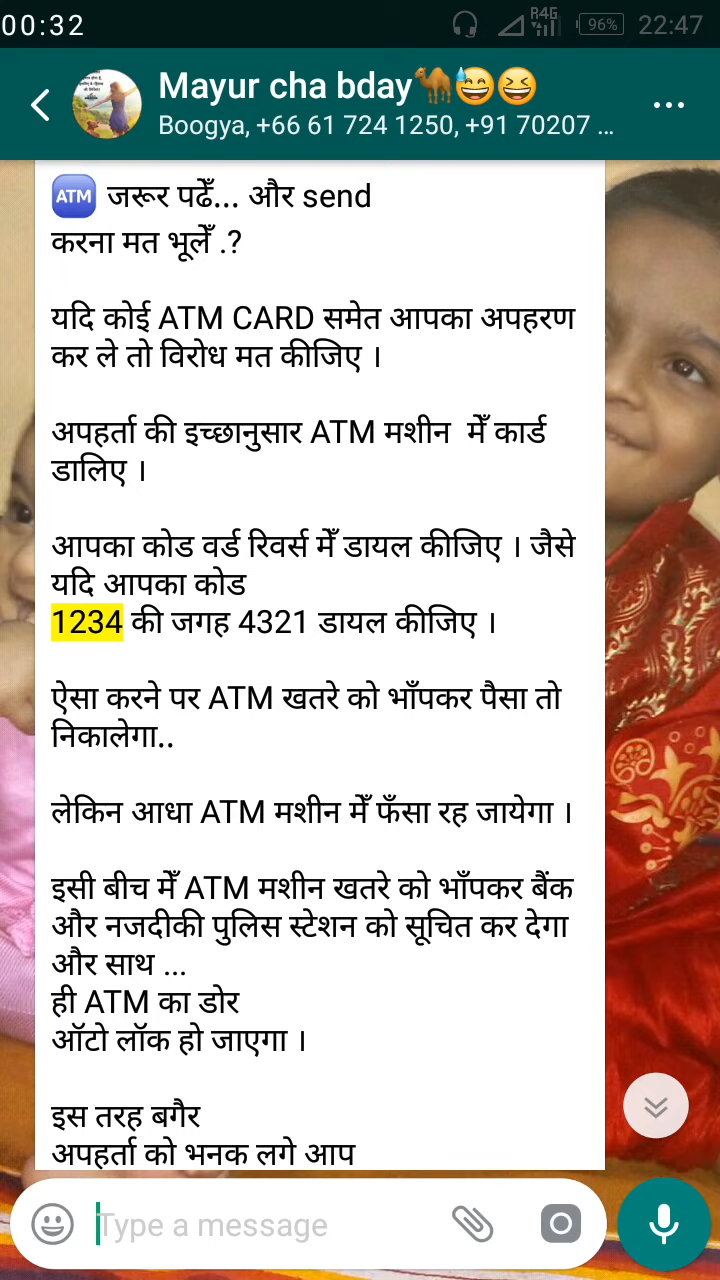 00:32 R4G 96% 22:47
Mayur cha bday🐪😅😆
Boogya, +66 61 724 1250, +91 70207 ...
ATM जरूर पढेँ... और send
करना मत भूलेँ .?
यदि कोई ATM CARD समेत आपका अपहरण
कर ले तो विरोध मत कीजिए ।
अपहर्ता की इच्छानुसार ATM मशीन मेँ कार्ड
डालिए ।
आपका कोड वर्ड रिवर्स मेँ डायल कीजिए । जैसे
यदि आपका कोड
1234 की जगह 4321 डायल कीजिए ।
ऐसा करने पर ATM खतरे को भाँपकर पैसा तो
निकालेगा..
लेकिन आधा ATM मशीन मेँ फँसा रह जायेगा ।
इसी बीच मेँ ATM मशीन खतरे को भाँपकर बैंक
और नजदीकी पुलिस स्टेशन को सूचित कर देगा
और साथ ...
ही ATM का डोर
ऑटो लॉक हो जाएगा ।
इस तरह बगैर
अपहर्ता को भनक लगे आप
Type a message